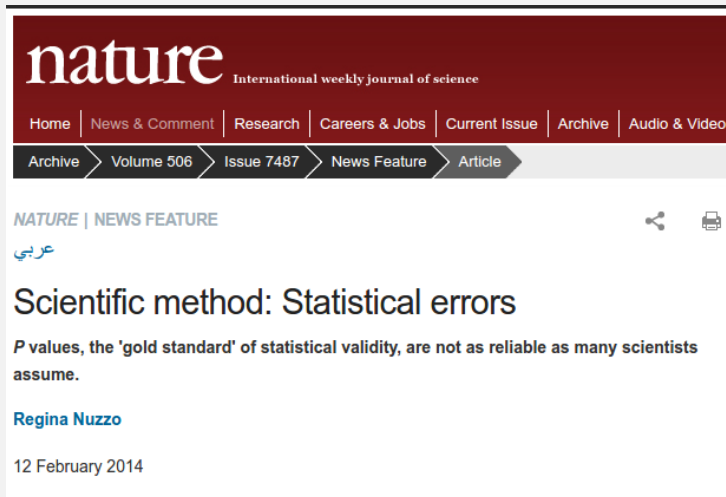 nature International weekly journal of science
Home News & Comment Research Careers & Jobs Current Issue Archive Audio & Video
Archive Volume 506 Issue 7487 News Feature Article
NATURE | NEWS FEATURE
عربي
Scientific method: Statistical errors
P values, the 'gold standard' of statistical validity, are not as reliable as many scientists
assume.
Regina Nuzzo
12 February 2014